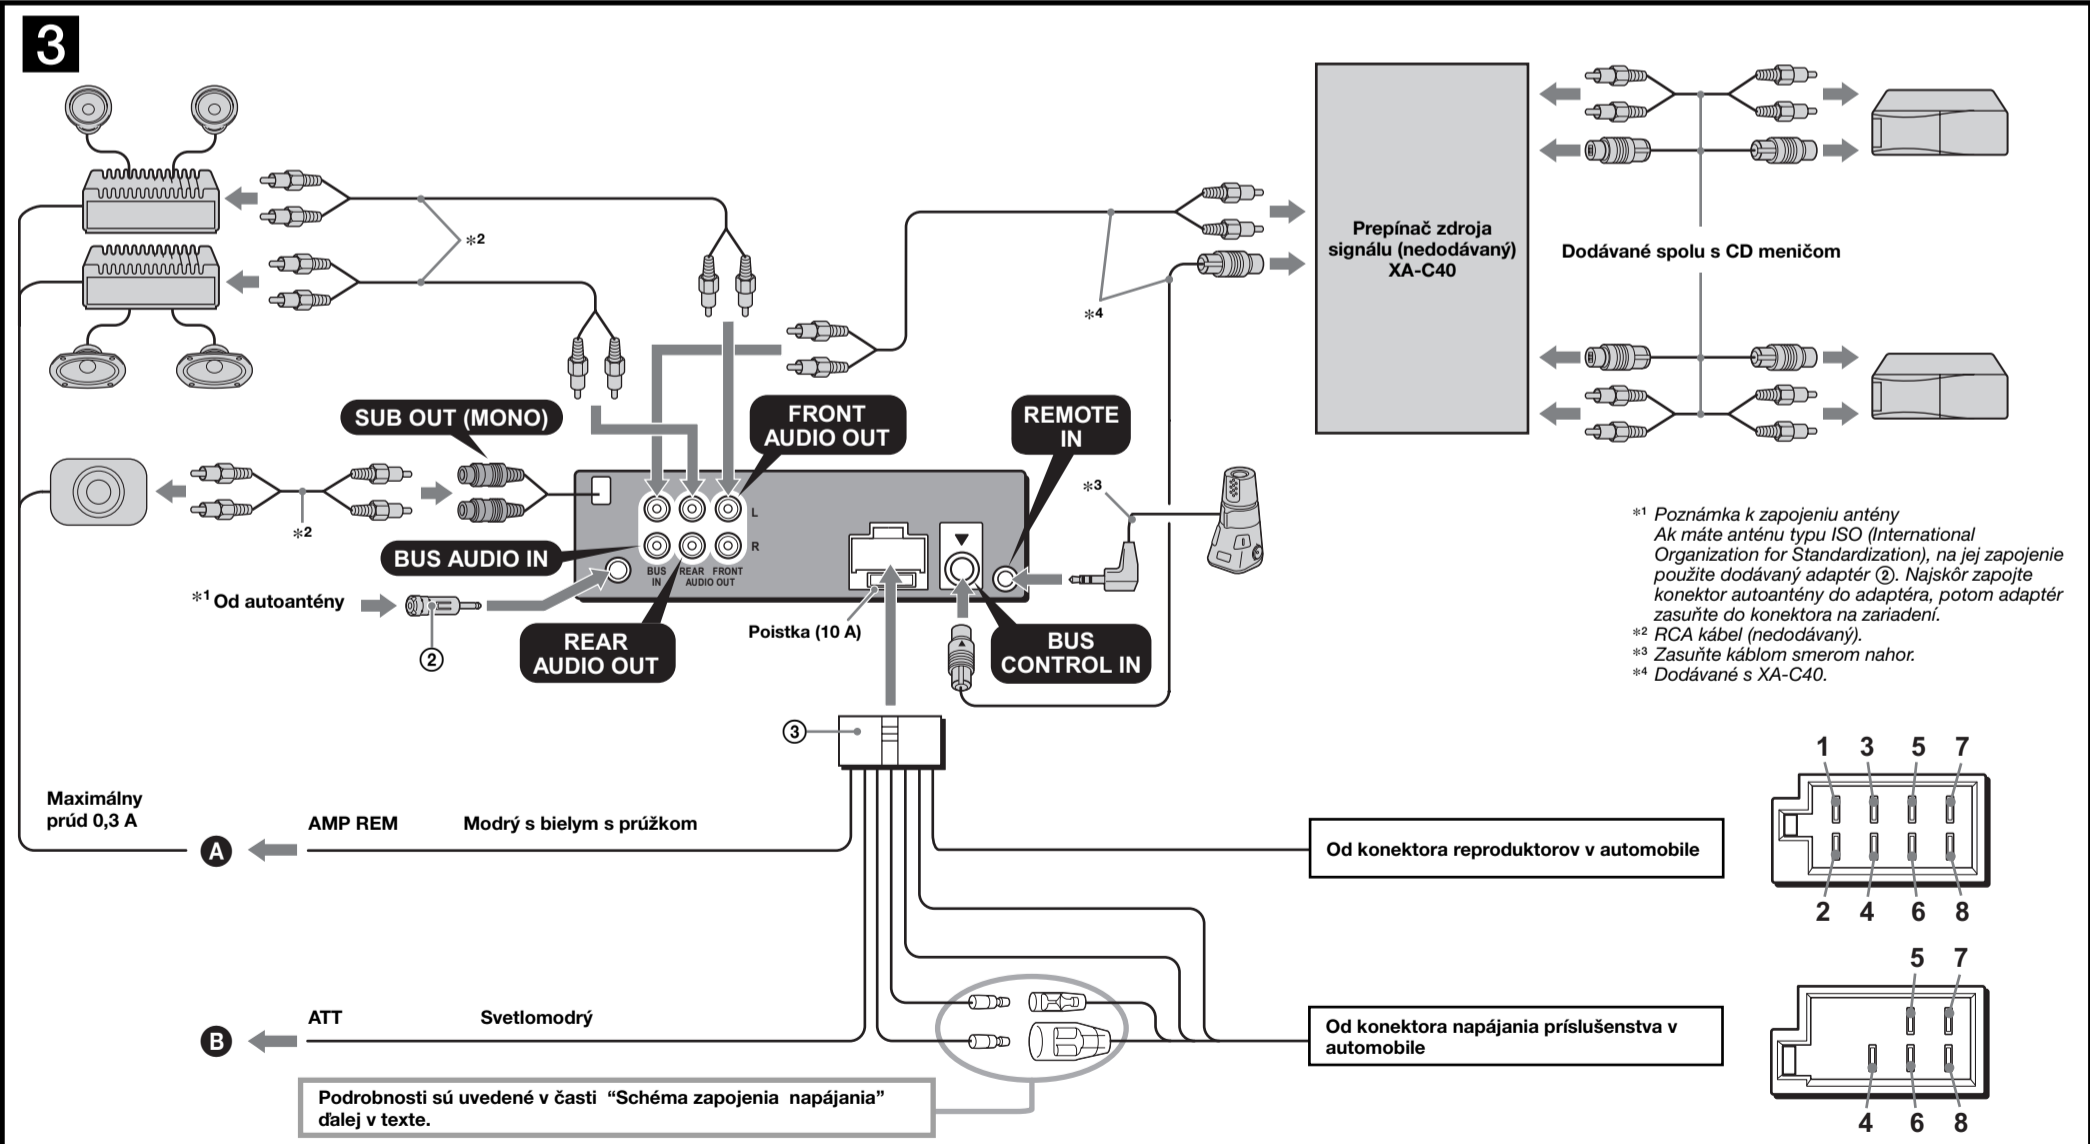 3
*2
*4
Prepínač zdroja
signálu (nedodávaný)
XA-C40
Dodávané spolu s CD meničom
SUB OUT (MONO)
FRONT
AUDIO OUT
REMOTE
IN
*3
*2
L
R
BUS AUDIO IN
BUS
IN
REAR
FRONT
AUDIO OUT
*1 Od autoantény
2
REAR
AUDIO OUT
Poistka (10 A)
BUS
CONTROL IN
*1 Poznámka k zapojeniu antény
Ak máte anténu typu ISO (International
Organization for Standardization), na jej zapojenie
použite dodávaný adaptér ②. Najskôr zapojte
konektor autoantény do adaptéra, potom adaptér
zasuňte do konektora na zariadení.
*2 RCA kábel (nedodávaný).
*3 Zasuňte káblom smerom nahor.
*4 Dodávané s XA-C40.
3
Maximálny
prúd 0,3 A
A
AMP REM Modrý s bielym s prúžkom
Od konektora reproduktorov v automobile
1 3 5 7
2 4 6 8
B
ATT Svetlomodrý
Od konektora napájania príslušenstva v
automobile
5 7
4 6 8
Podrobnosti sú uvedené v časti “Schéma zapojenia napájania”
ďalej v texte.